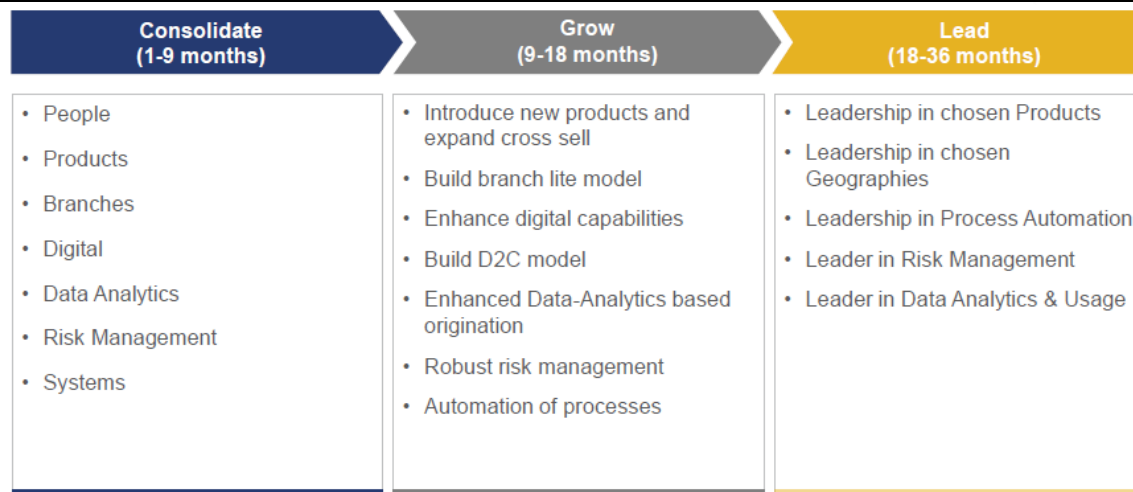 Consolidate
(1-9 months)
Grow
(9-18 months)
Lead
(18-36 months)
• People
• Products
• Branches
• Digital
• Data Analytics
• Risk Management
• Systems
• Introduce new products and
expand cross sell
• Build branch lite model
• Enhance digital capabilities
• Build D2C model
• Enhanced Data-Analytics based
origination
• Robust risk management
• Automation of processes
• Leadership in chosen Products
• Leadership in chosen
Geographies
• Leadership in Process Automation
• Leader in Risk Management
• Leader in Data Analytics & Usage